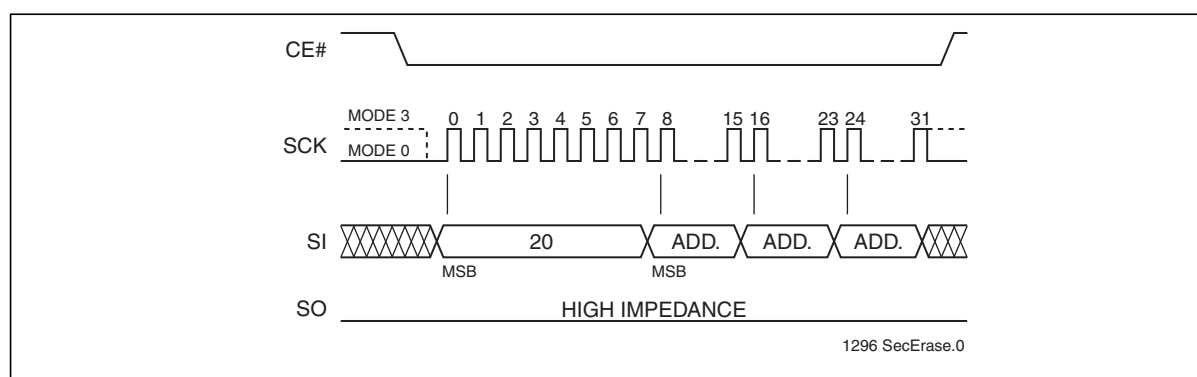 CE#
MODE 3
0 1 2 3 4 5 6 7 8 15 16 23 24 31
SCK
MODE 0
SI
20 ADD. ADD. ADD.
MSB MSB
SO
HIGH IMPEDANCE
1296 SecErase.0